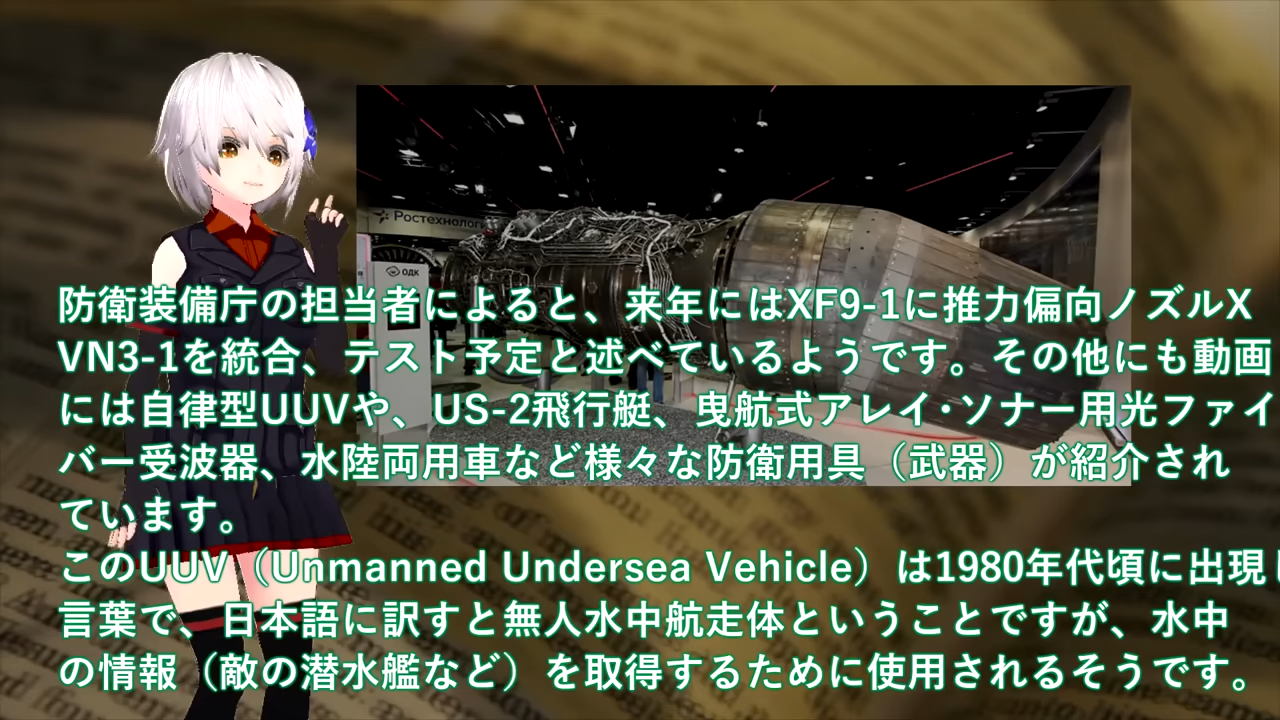 Ростехнологи
ОДК
防衛装備庁の担当者によると、来年にはXF9-1に推力偏向ノズルX
VN3-1を統合、テスト予定と述べているようです。その他にも動画
には自律型UUVや、US-2飛行艇、曳航式アレイ・ソナー用光ファイ
バー受波器、水陸両用車など様々な防衛用具（武器）が紹介され
ています。
このUUV（Unmanned Undersea Vehicle）は1980年代頃に出現し
言葉で、日本語に訳すと無人水中航走体ということですが、水中
の情報（敵の潜水艦など）を取得するために使用されるそうです。